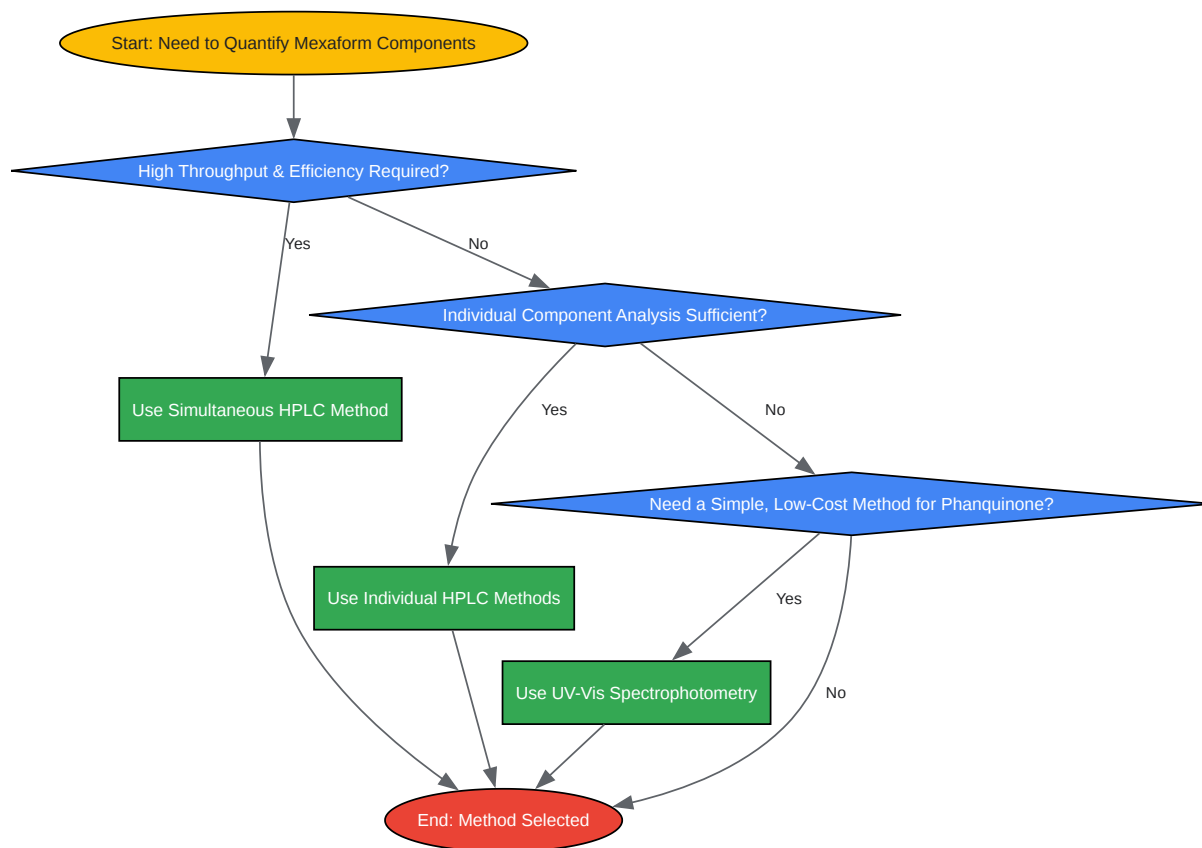 Start: Need to Quantify Mexaform Components
High Throughput & Efficiency Required?
Yes
No
Individual Component Analysis Sufficient?
Use Simultaneous HPLC Method
Yes
No
Need a Simple, Low-Cost Method for Phanquinone?
Use Individual HPLC Methods
Yes
Use UV-Vis Spectrophotometry
No
End: Method Selected